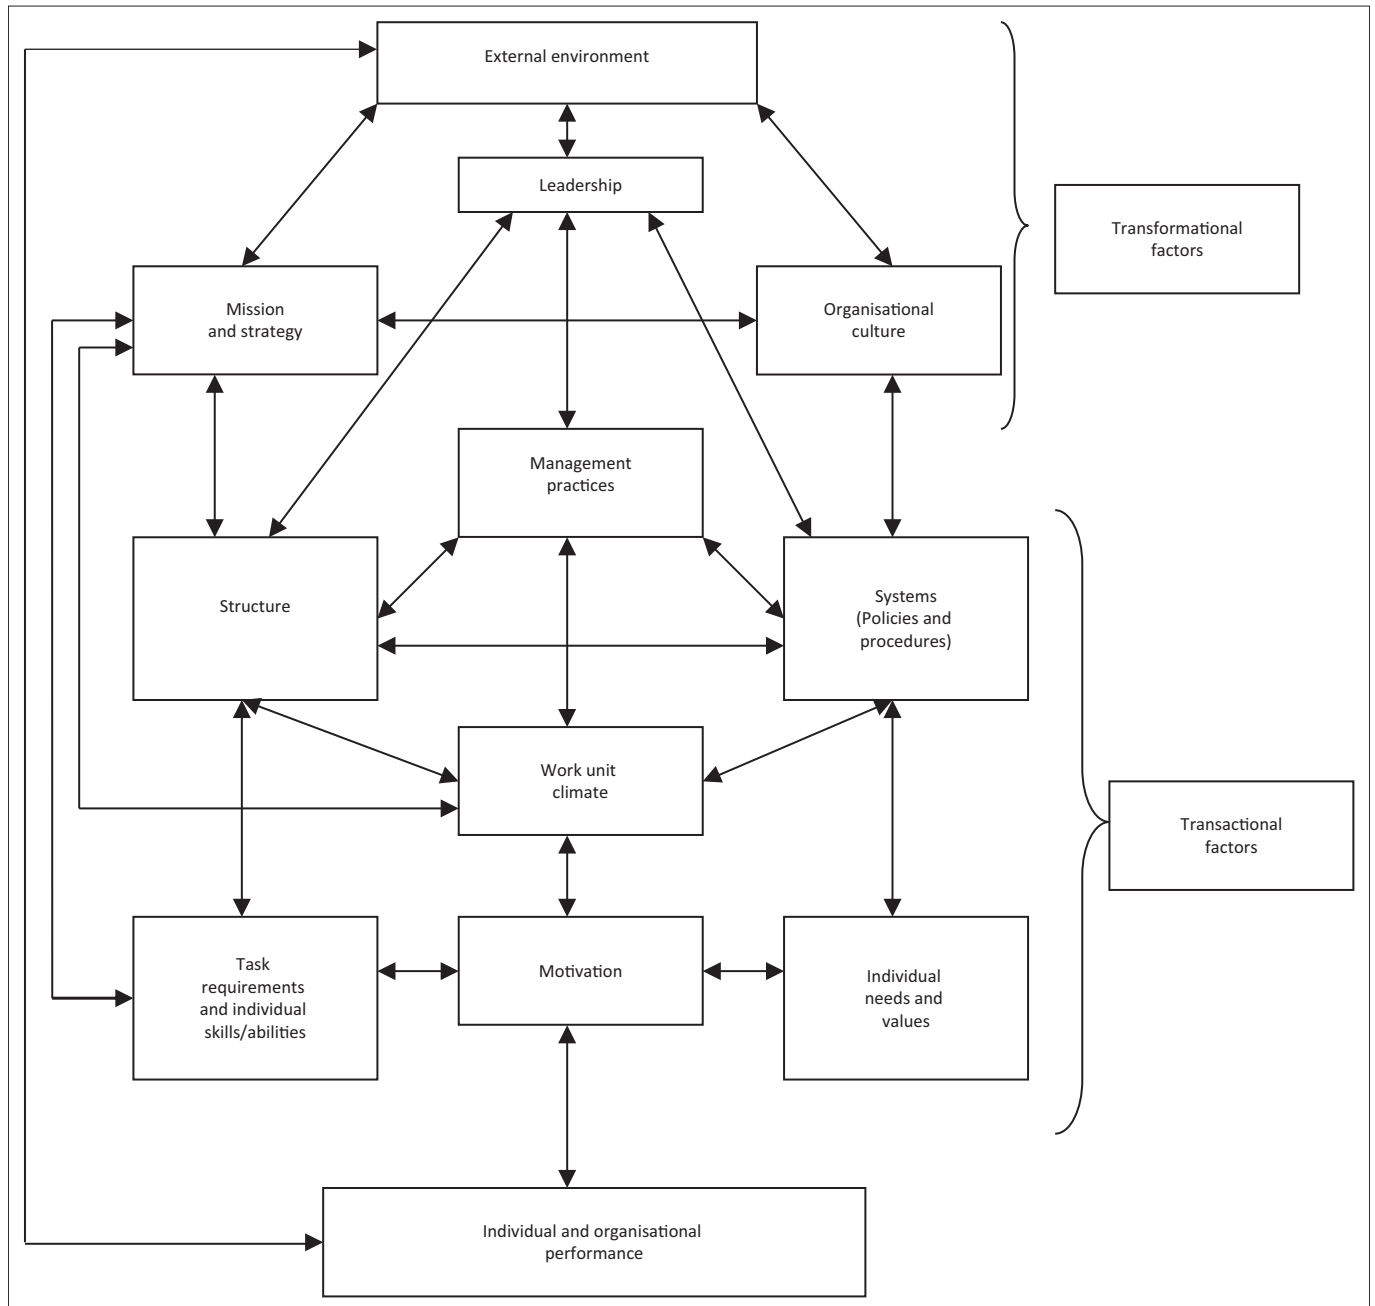 External environment
Leadership
Transformational
factors
Mission
and strategy
Organisational
culture
Management
practices
Structure
Systems
(Policies and
procedures)
Work unit
climate
Transactional
factors
Task
requirements
and individual
skills/abilities
Motivation
Individual
needs and
values
Individual and organisational
performance